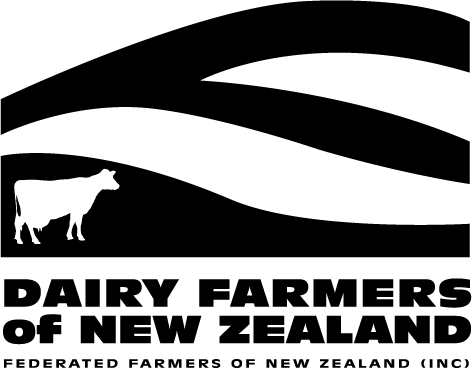 DAIRY FARMERS
of NEW ZEALAND
FEDERATED FARMERS OF NEW ZEALAND (INC)